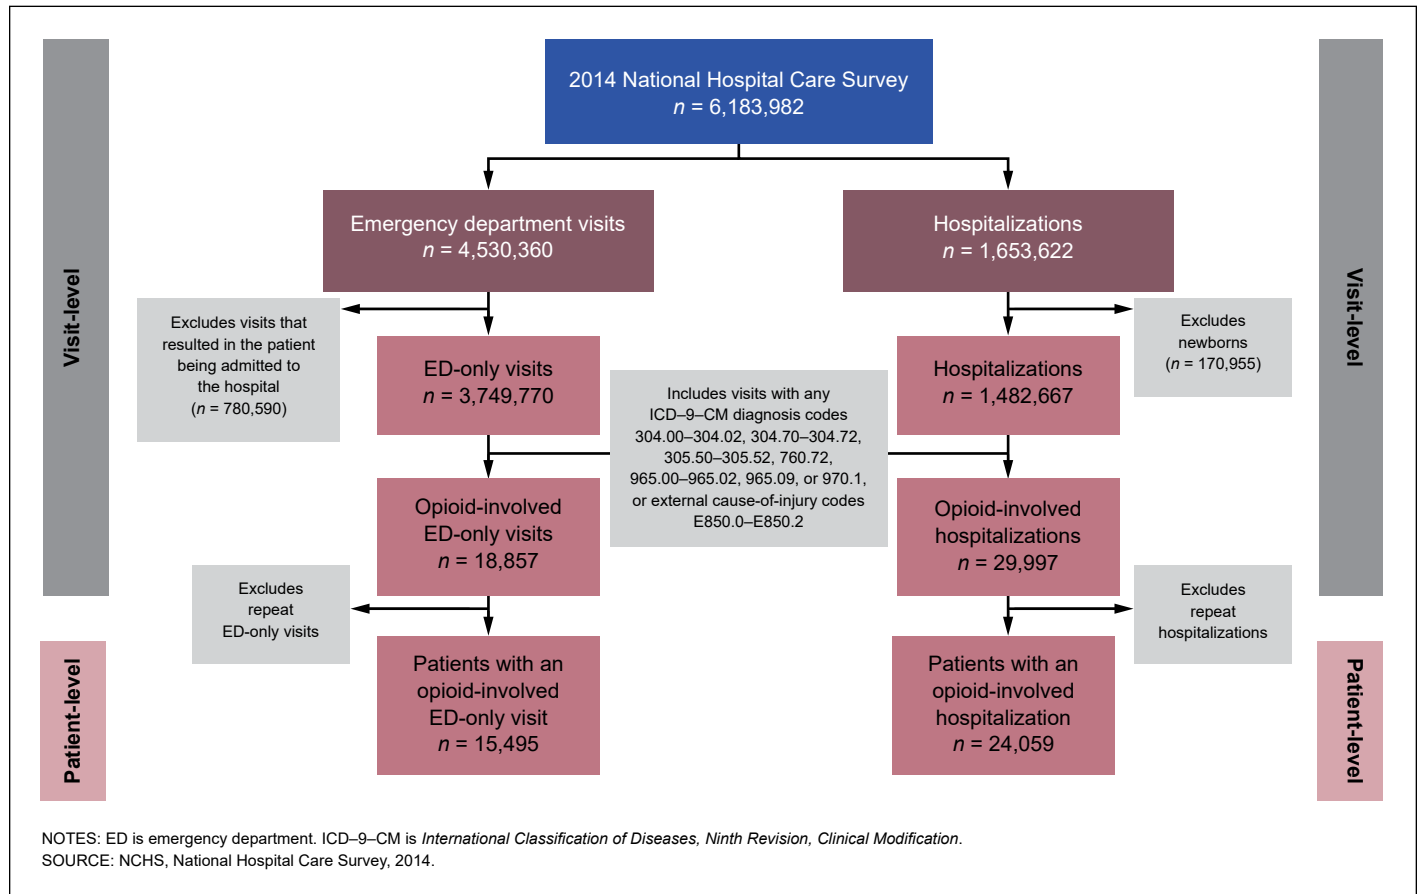 2014 National Hospital Care Survey
n = 6,183,982
Emergency department visits
n = 4,530,360
Hospitalizations
n = 1,653,622
Visit-level
Visit-level
Excludes visits that
resulted in the patient
being admitted to
the hospital
(n = 780,590)
Excludes
newborns
(n = 170,955)
ED-only visits
n = 3,749,770
Hospitalizations
n = 1,482,667
Includes visits with any
ICD–9–CM diagnosis codes
304.00–304.02, 304.70–304.72,
305.50–305.52, 760.72,
965.00–965.02, 965.09, or 970.1,
or external cause-of-injury codes
E850.0–E850.2
Opioid-involved
ED-only visits
n = 18,857
Opioid-involved
hospitalizations
n = 29,997
Excludes
repeat
ED-only visits
Excludes
repeat
hospitalizations
Patient-level
Patient-level
Patients with an
opioid-involved
ED-only visit
n = 15,495
Patients with an
opioid-involved
hospitalization
n = 24,059
NOTES: ED is emergency department. ICD–9–CM is International Classification of Diseases, Ninth Revision, Clinical Modification.
SOURCE: NCHS, National Hospital Care Survey, 2014.